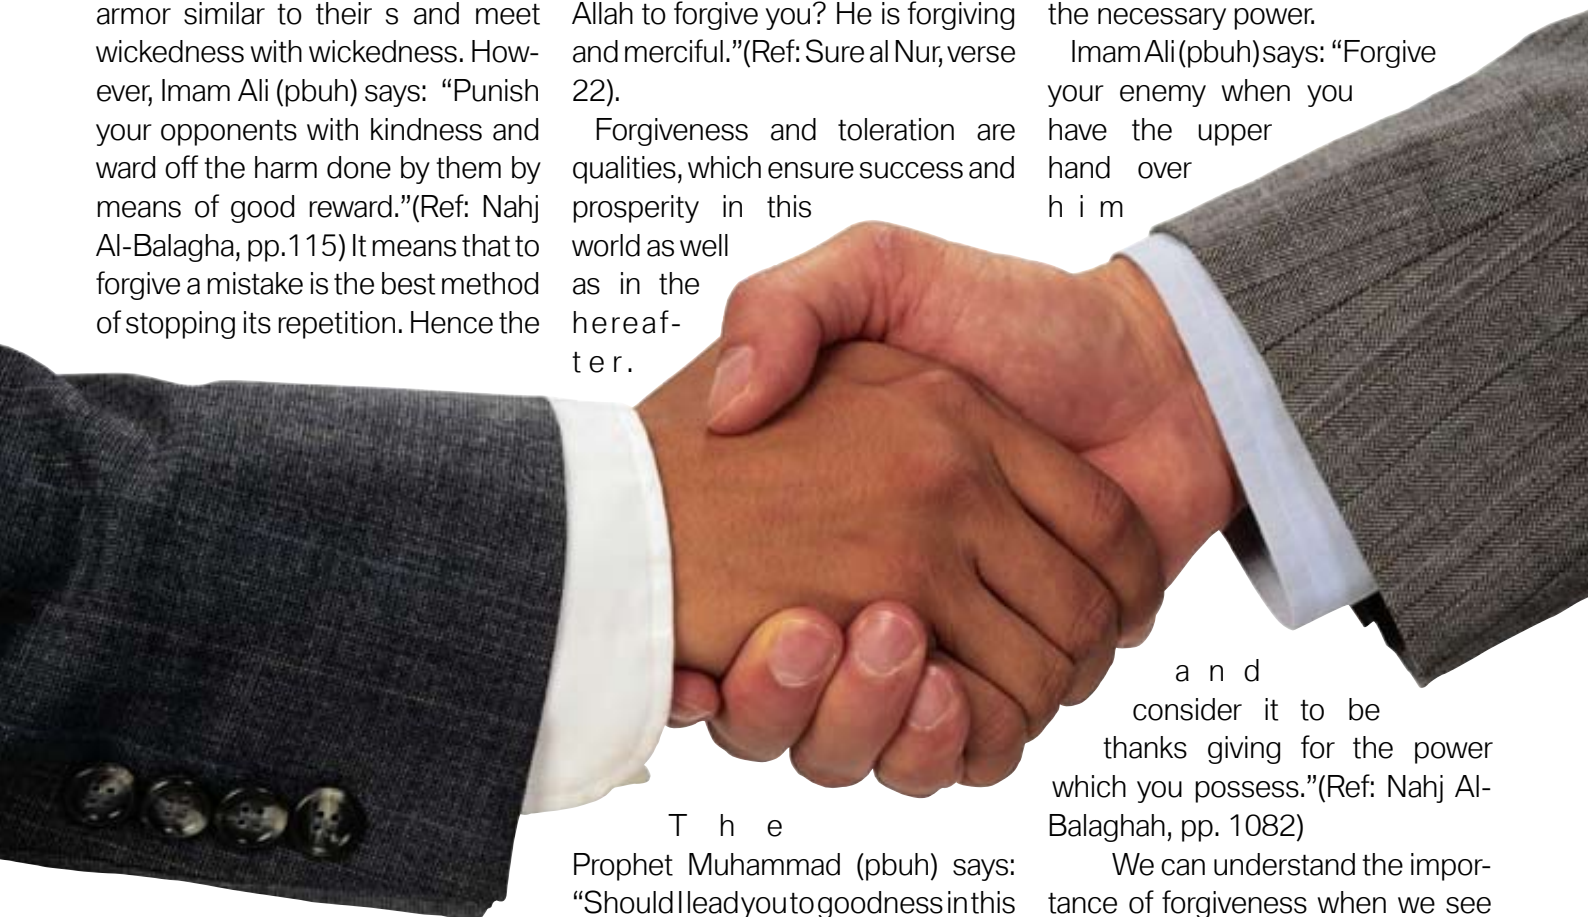 armor similar to their s and meet
wickedness with wickedness. How-
ever, Imam Ali (pbuh) says: “Punish
your opponents with kindness and
ward off the harm done by them by
means of good reward.”(Ref: Nahj
Al-Balagha, pp.115) It means that to
forgive a mistake is the best method
of stopping its repetition. Hence the
Allah to forgive you? He is forgiving
and merciful.”(Ref: Sure al Nur, verse
22).
Forgiveness and toleration are
qualities, which ensure success and
prosperity in this
world as well
as in the
hereaf-
ter.
The
Prophet Muhammad (pbuh) says:
“Should I lead you to goodness in this
the necessary power.
Imam Ali (pbuh) says: “Forgive
your enemy when you
have the upper
hand over
him
and
consider it to be
thanks giving for the power
which you possess.”(Ref: Nahj Al-
Balaghah, pp. 1082)
We can understand the impor-
tance of forgiveness when we see